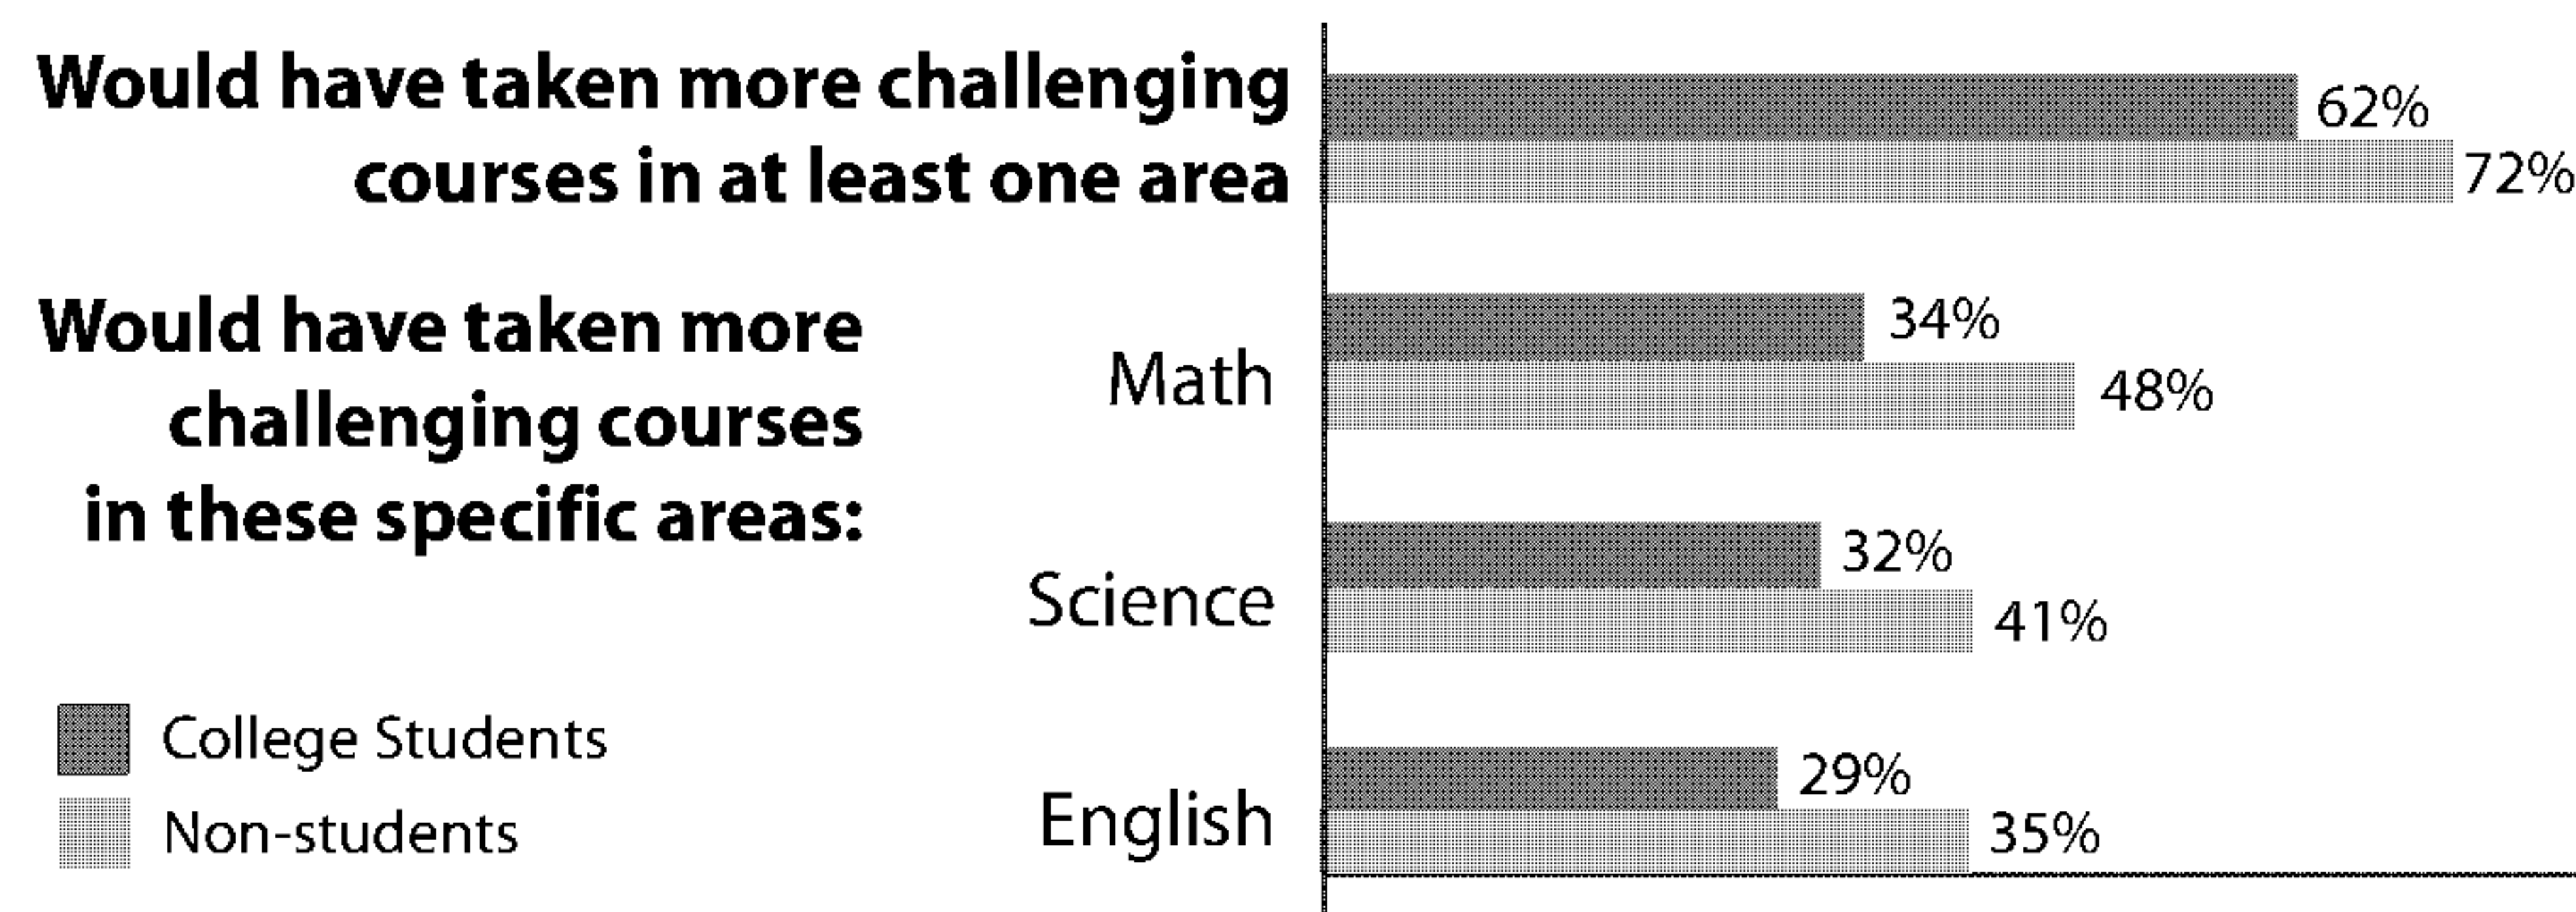 Would have taken more challenging
courses in at least one area
62%
72%
Would have taken more
challenging courses
in these specific areas:
Math
34%
48%
Science
32%
41%
English
29%
35%
College Students
Non-students